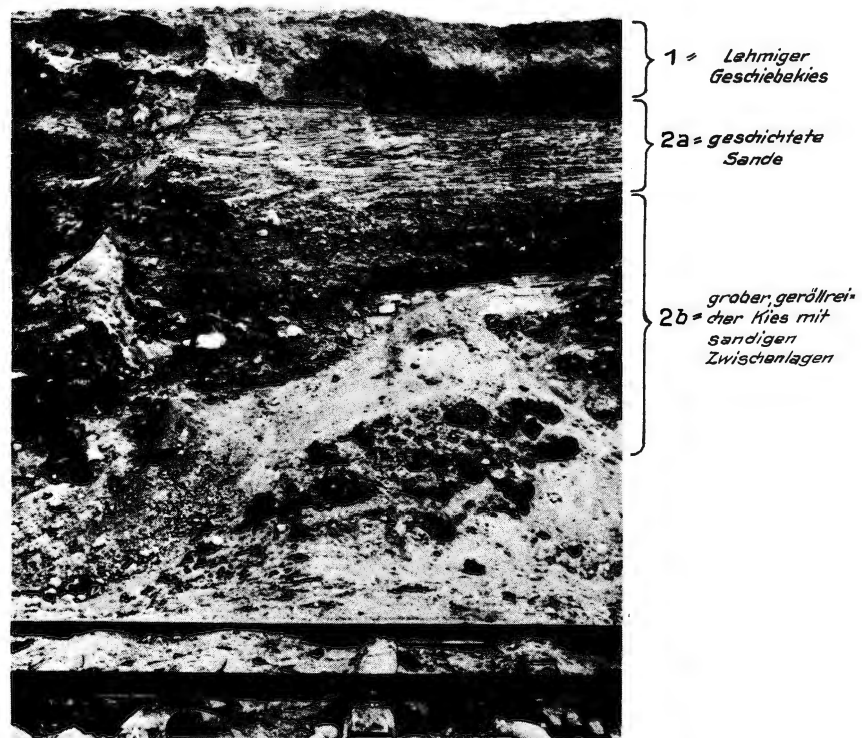 1 = Lehmiger
Geschiebekies
2a = geschichtete
Sande
2b = grober, geröllrei=
cher Kies mit
sandigen
Zwischenlagen